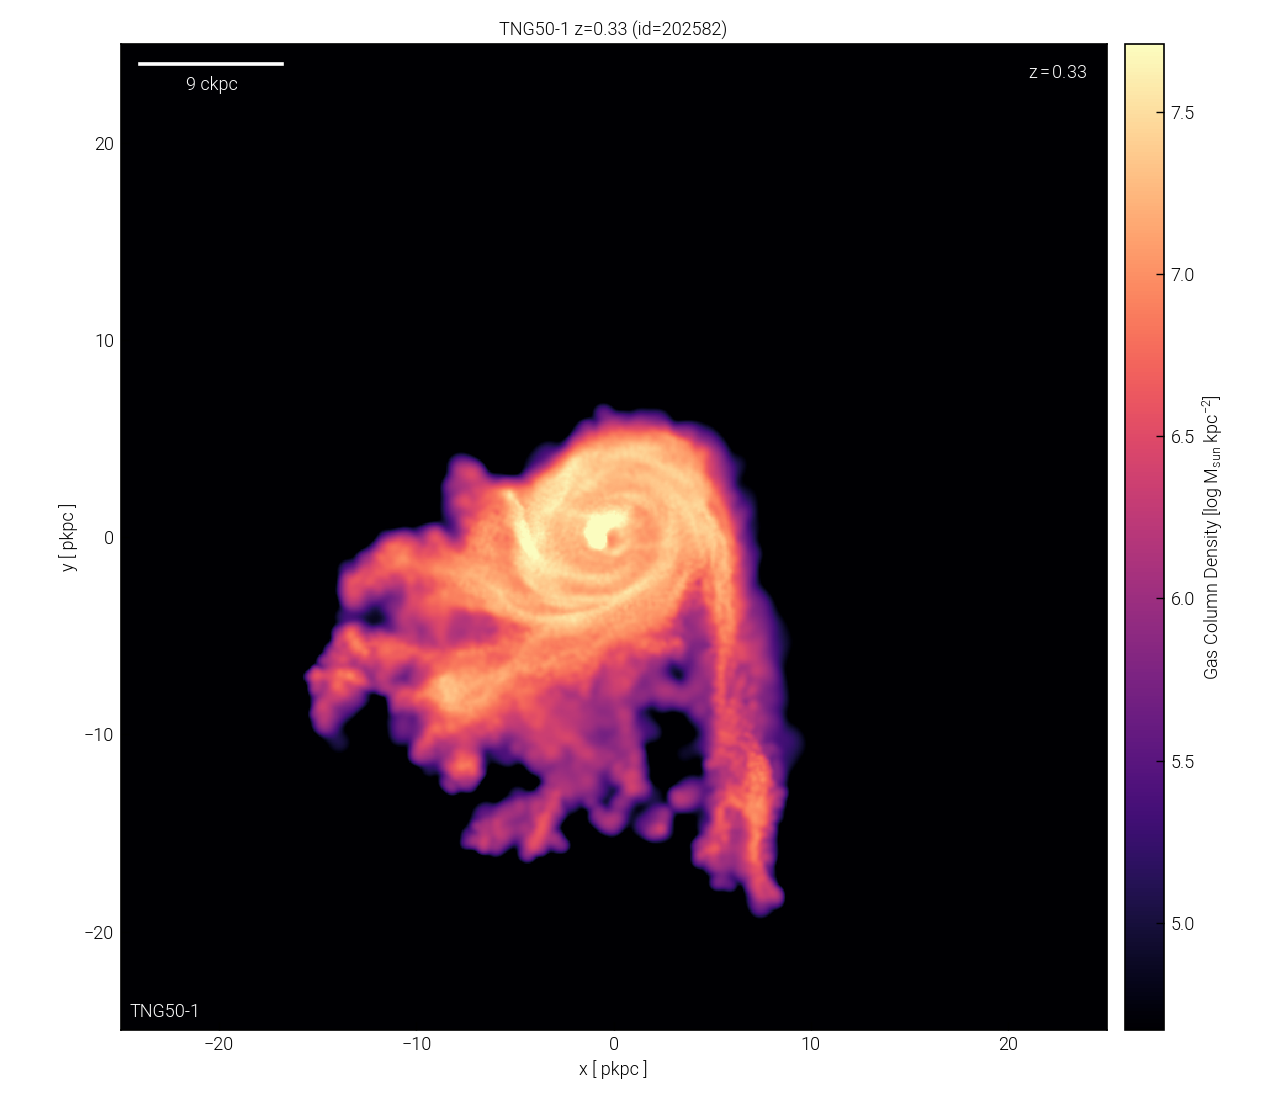 TNG50-1 z=0.33 (id=202582)
9 ckpc
z = 0.33
20
10
0
−10
−20
y [ pkpc ]
TNG50-1
−20
−10
0
10
20
x [ pkpc ]
7.5
7.0
6.5
6.0
5.5
5.0
Gas Column Density [log Msun kpc−2]